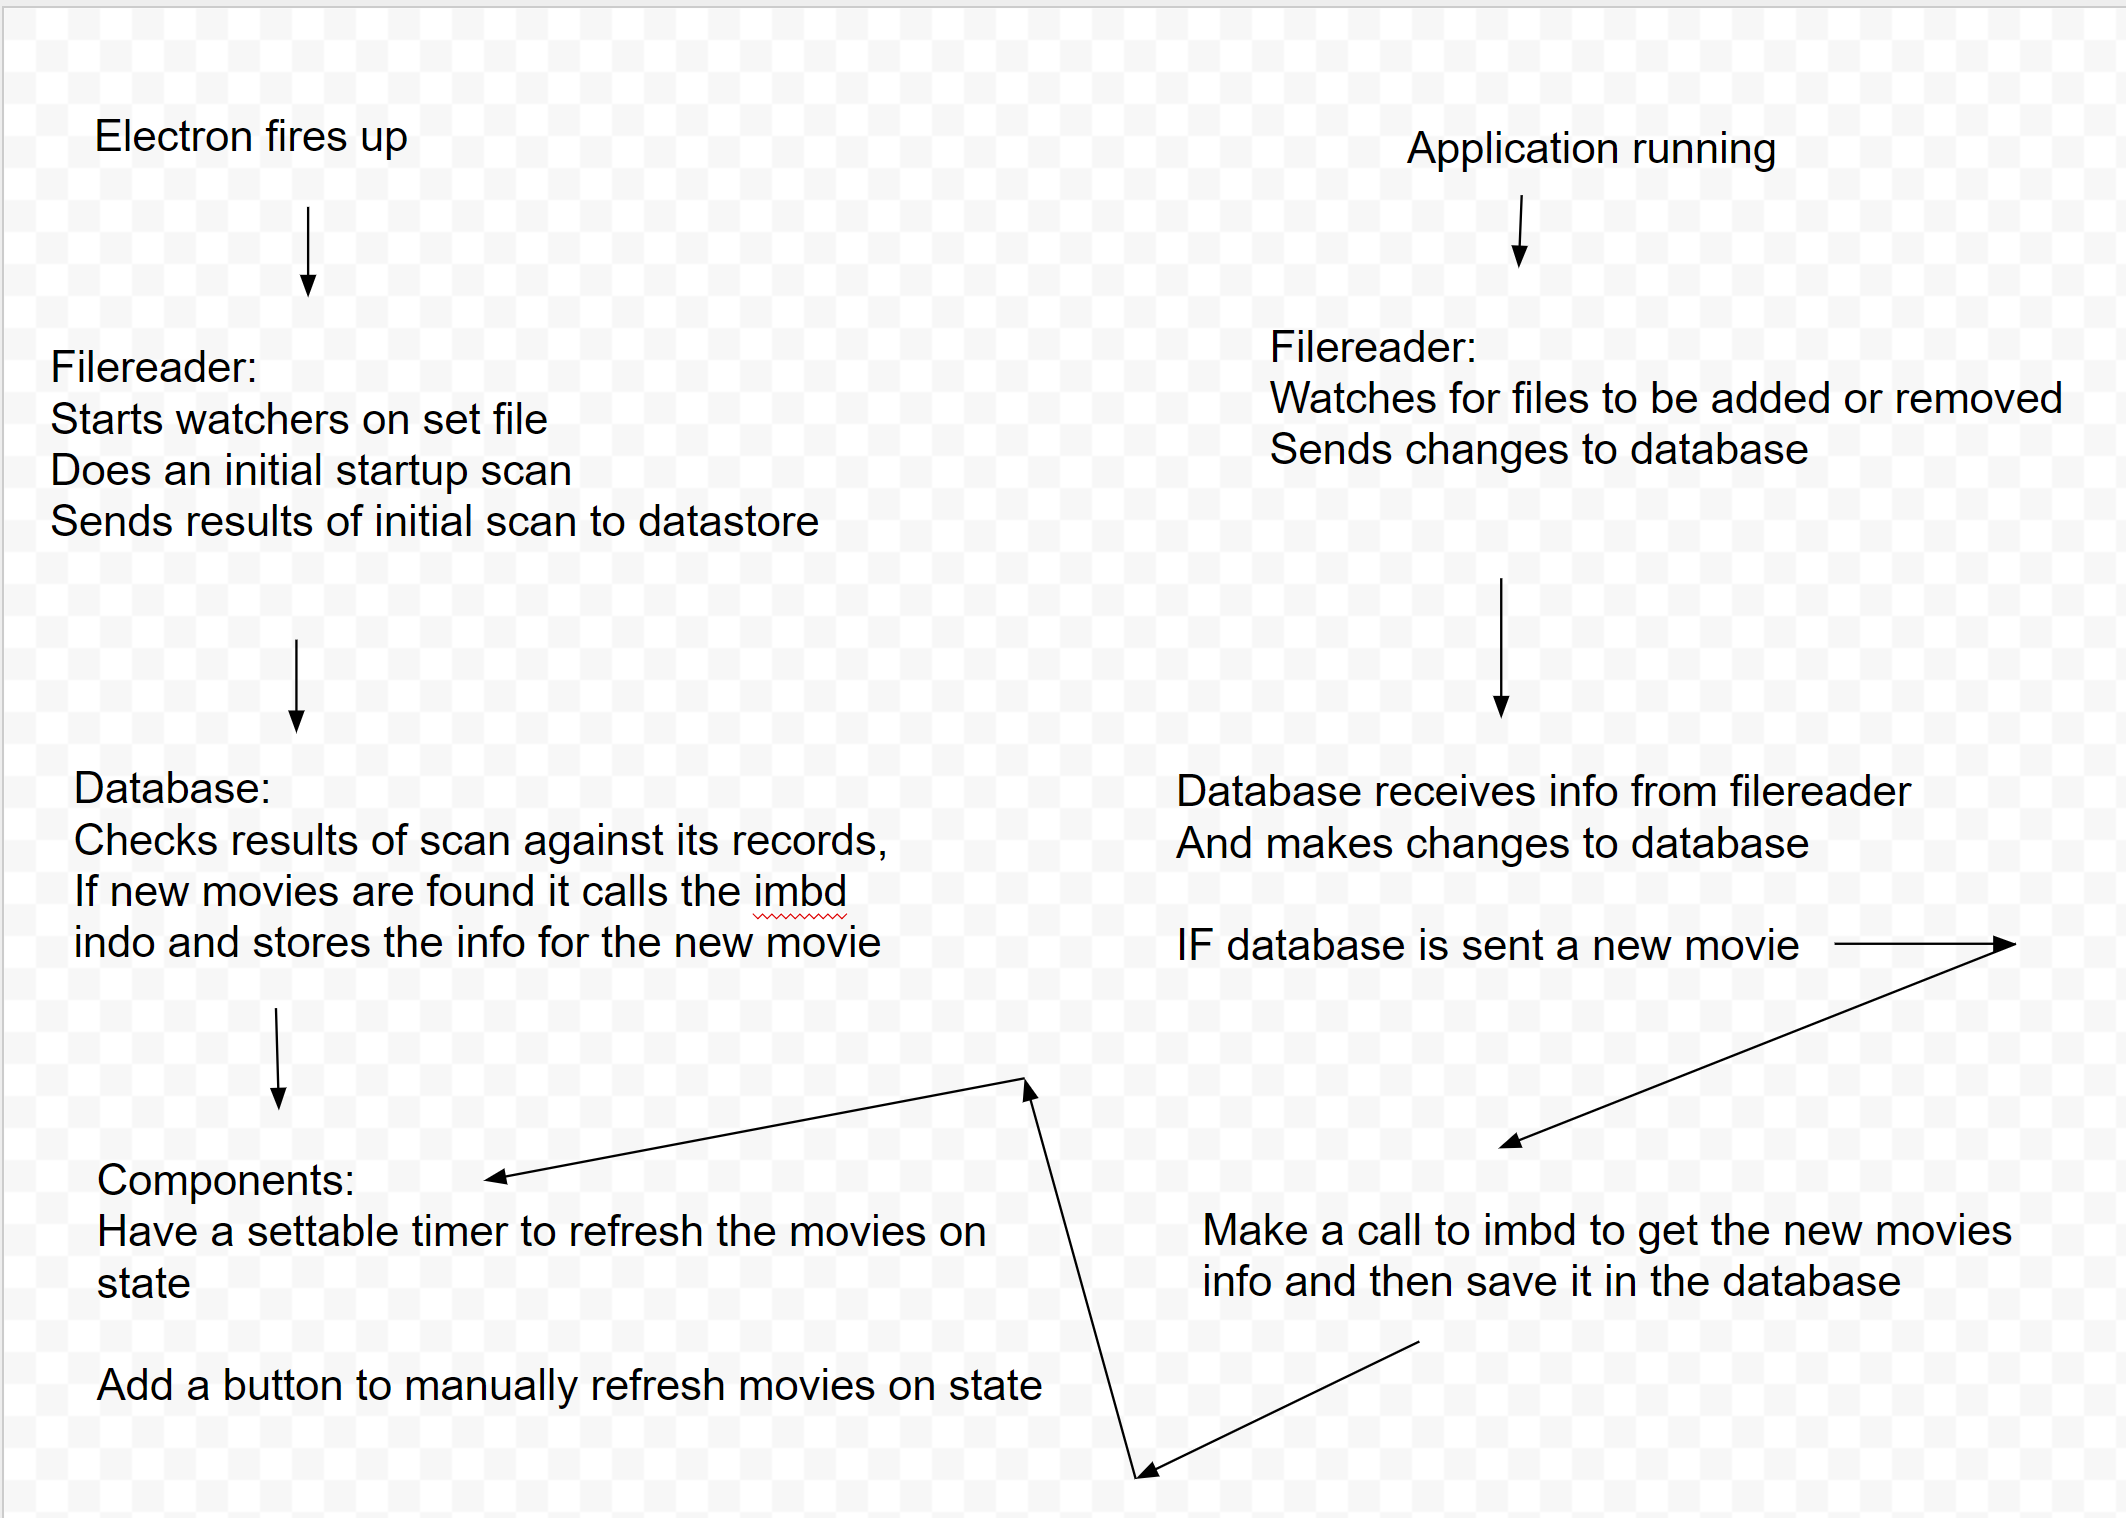 Electron fires up
Filereader:
Starts watchers on set file
Does an initial startup scan
Sends results of initial scan to datastore
Database:
Checks results of scan against its records,
If new movies are found it calls the imbd
indo and stores the info for the new movie
Components:
Have a settable timer to refresh the movies on
state
Add a button to manually refresh movies on state
Application running
Filereader:
Watches for files to be added or removed
Sends changes to database
Database receives info from filereader
And makes changes to database
IF database is sent a new movie
Make a call to imbd to get the new movies
info and then save it in the database